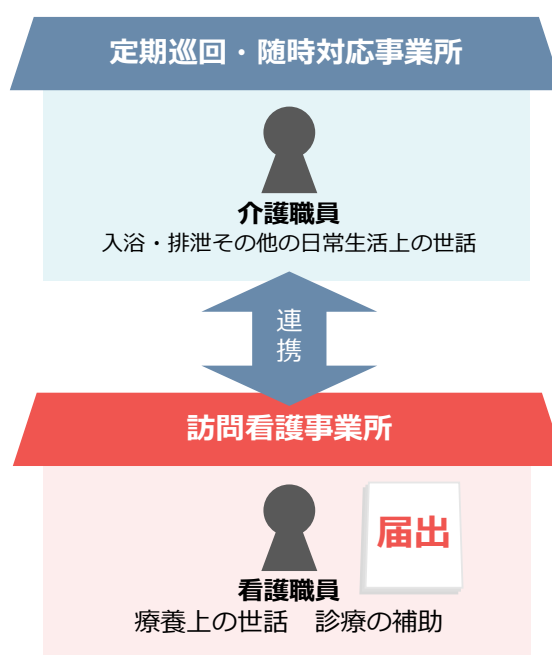 定期巡回・随時対応事業所
介護職員
入浴・排泄その他の日常生活上の世話
連
携
訪問看護事業所
届出
看護職員
療養上の世話　診療の補助